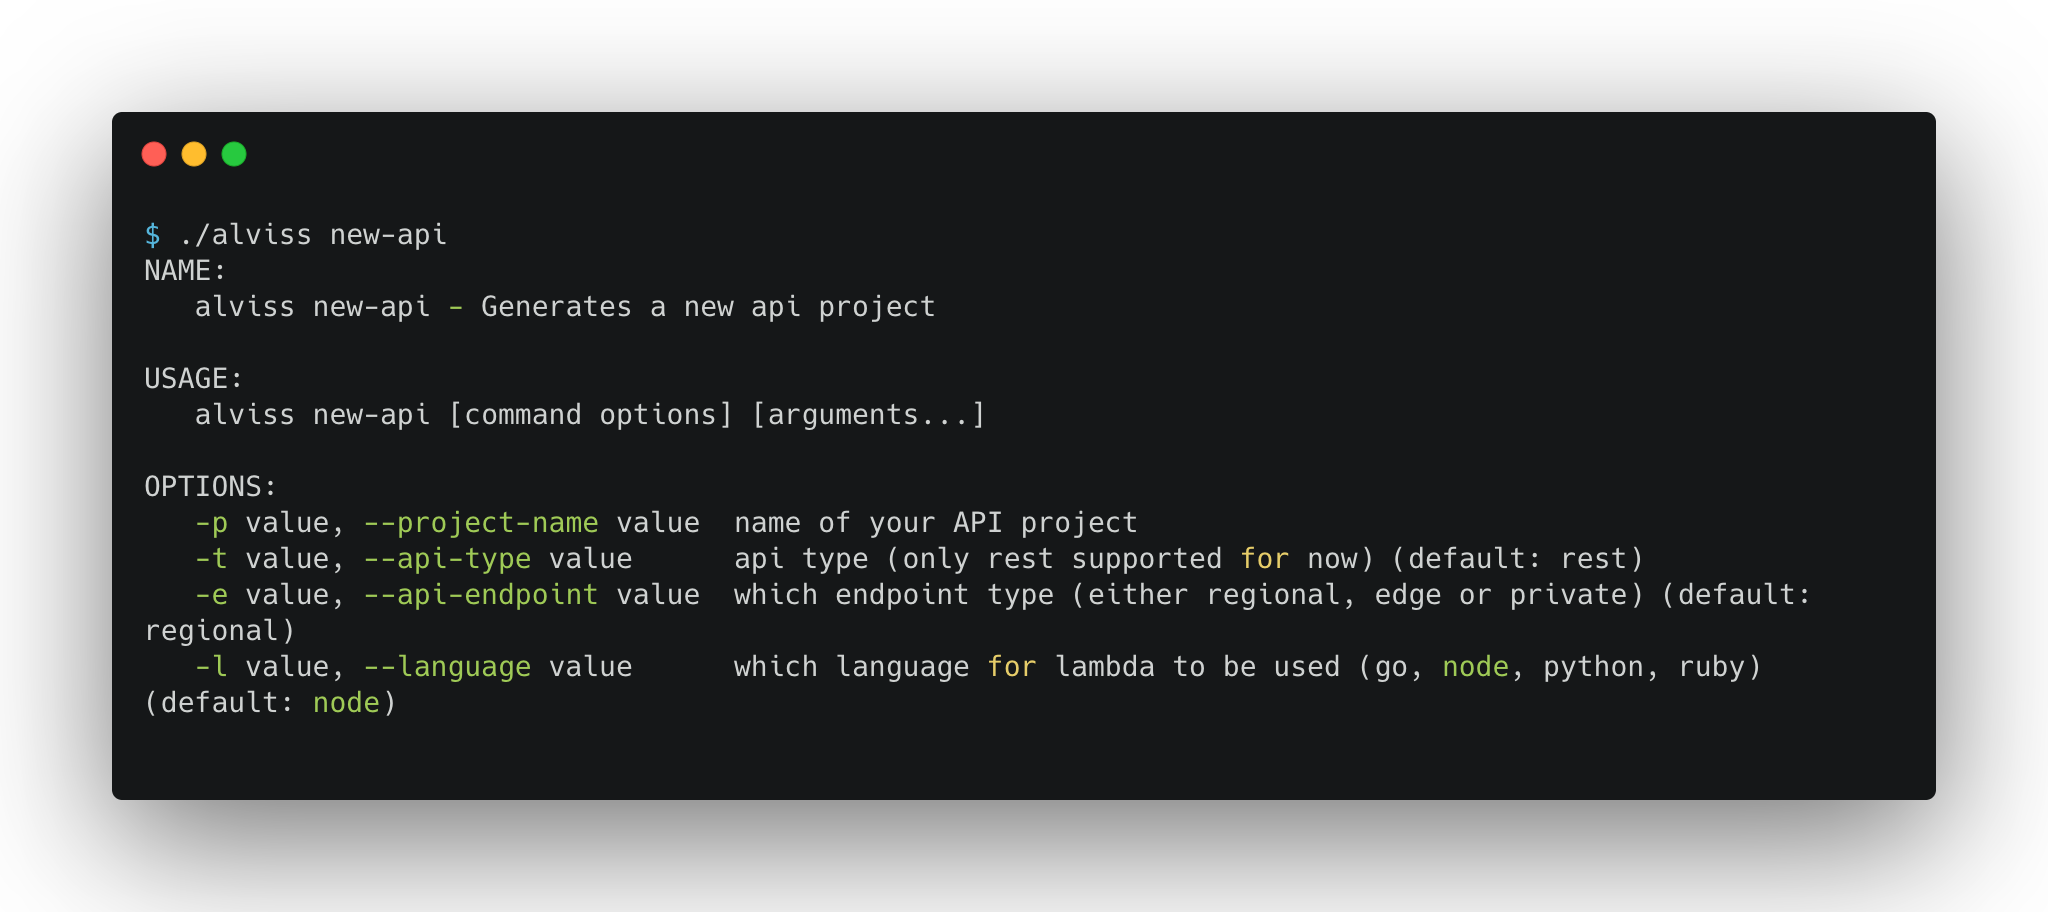 $ ./alviss new-api
NAME:
   alviss new-api - Generates a new api project

USAGE:
   alviss new-api [command options] [arguments...]

OPTIONS:
   -p value, --project-name value  name of your API project
   -t value, --api-type value      api type (only rest supported for now) (default: rest)
   -e value, --api-endpoint value  which endpoint type (either regional, edge or private) (default:
regional)
   -l value, --language value      which language for lambda to be used (go, node, python, ruby)
(default: node)